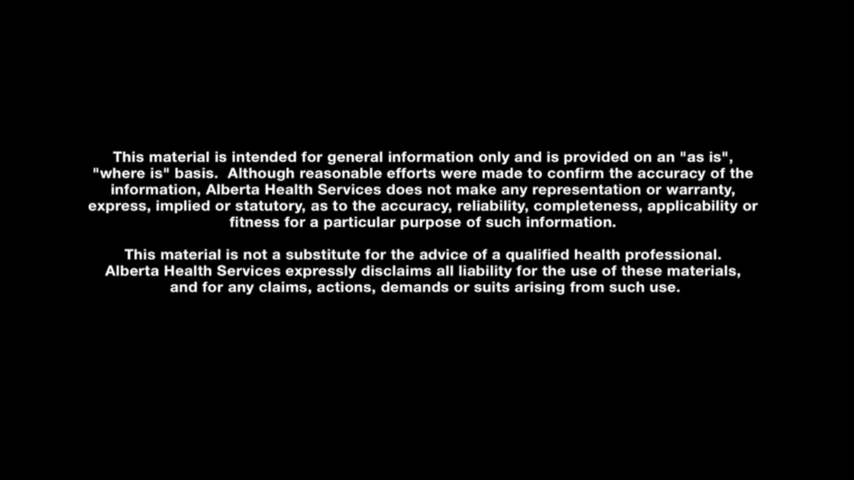 This material is intended for general information only and is provided on an "as is",
"where is" basis.  Although reasonable efforts were made to confirm the accuracy of the
information, Alberta Health Services does not make any representation or warranty,
express, implied or statutory, as to the accuracy, reliability, completeness, applicability or
fitness for a particular purpose of such information.
This material is not a substitute for the advice of a qualified health professional.
Alberta Health Services expressly disclaims all liability for the use of these materials,
and for any claims, actions, demands or suits arising from such use.